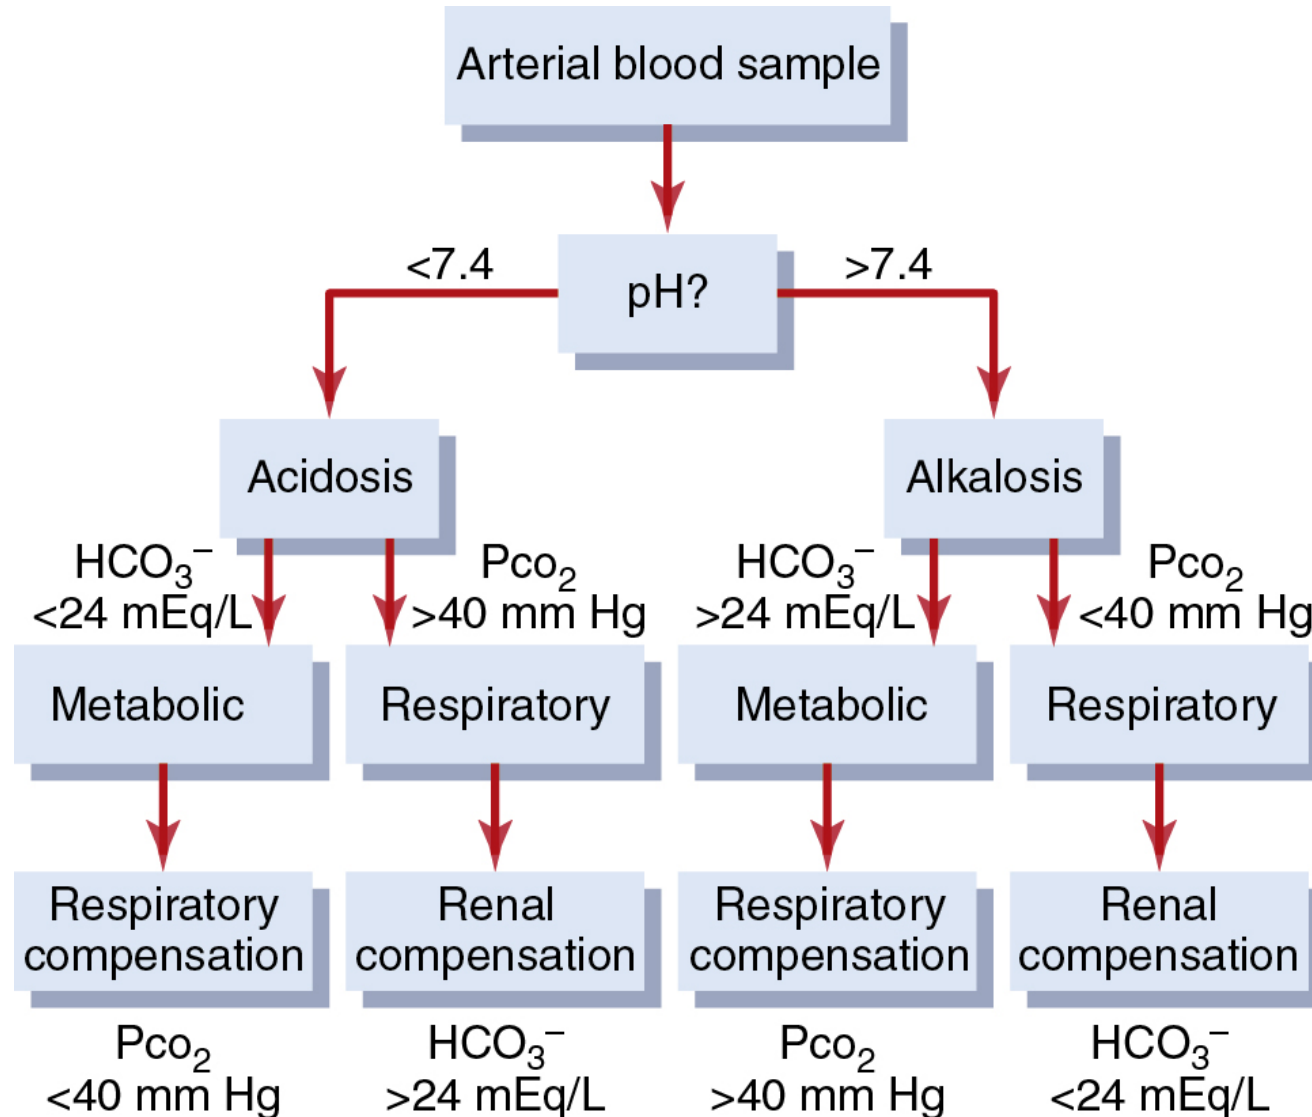 Arterial blood sample
<7.4
pH?
>7.4
Acidosis
Alkalosis
HCO₃⁻
<24 mEq/L
Pco₂
>40 mm Hg
HCO₃⁻
>24 mEq/L
Pco₂
<40 mm Hg
Metabolic
Respiratory
Metabolic
Respiratory
Respiratory
compensation
Renal
compensation
Respiratory
compensation
Renal
compensation
Pco₂
<40 mm Hg
HCO₃⁻
>24 mEq/L
Pco₂
>40 mm Hg
HCO₃⁻
<24 mEq/L